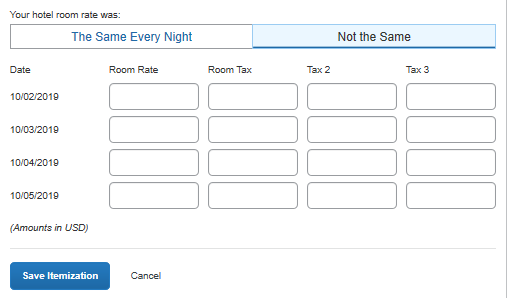 Your hotel room rate was:
The Same Every Night Not the Same
Date Room Rate Room Tax Tax 2 Tax 3
10/02/2019
10/03/2019
10/04/2019
10/05/2019
(Amounts in USD)
Save Itemization Cancel